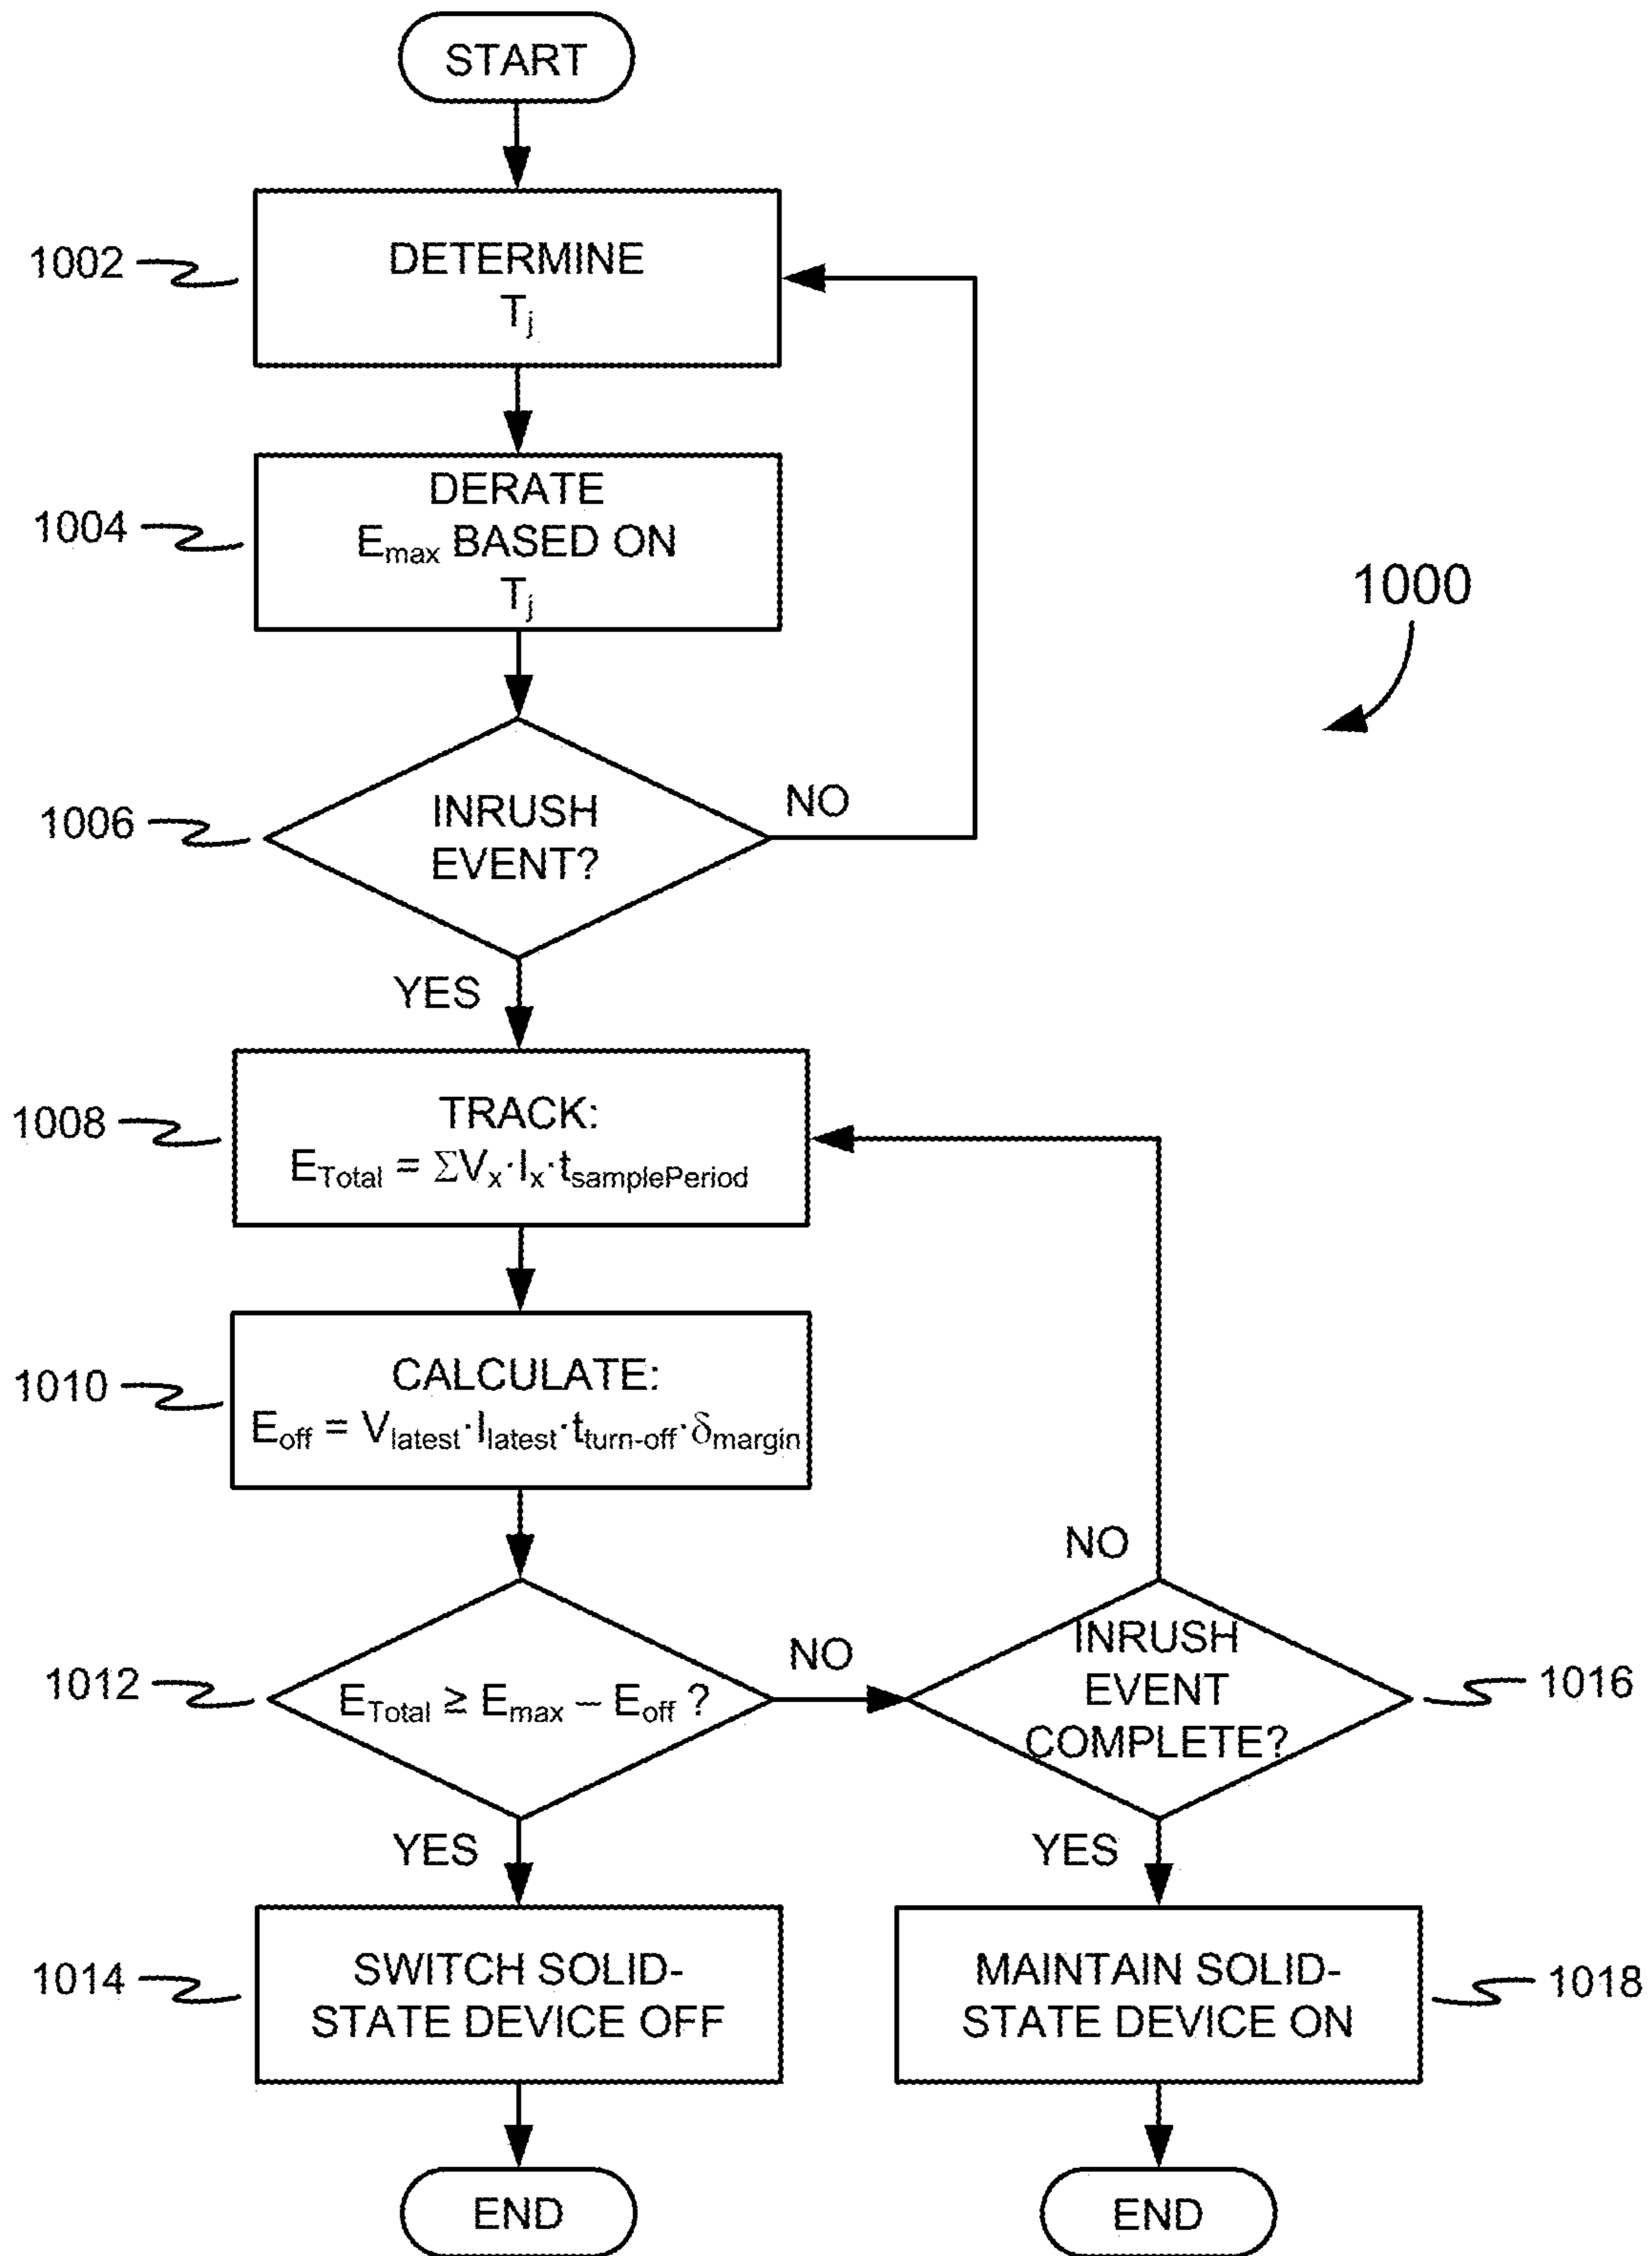 START
1002
DETERMINE
Tj
1004
DERATE
Emax BASED ON
Tj
1000
1006
INRUSH
EVENT?
NO
YES
1008
TRACK:
ETotal = ΣVx·Ix·tsamplePeriod
1010
CALCULATE:
Eoff = Vlatest·Ilatest·tturn-off·δmargin
1012
ETotal ≥ Emax – Eoff ?
NO
NO
INRUSH
EVENT
COMPLETE?
1016
YES
YES
1014
SWITCH SOLID-
STATE DEVICE OFF
MAINTAIN SOLID-
STATE DEVICE ON
1018
END
END